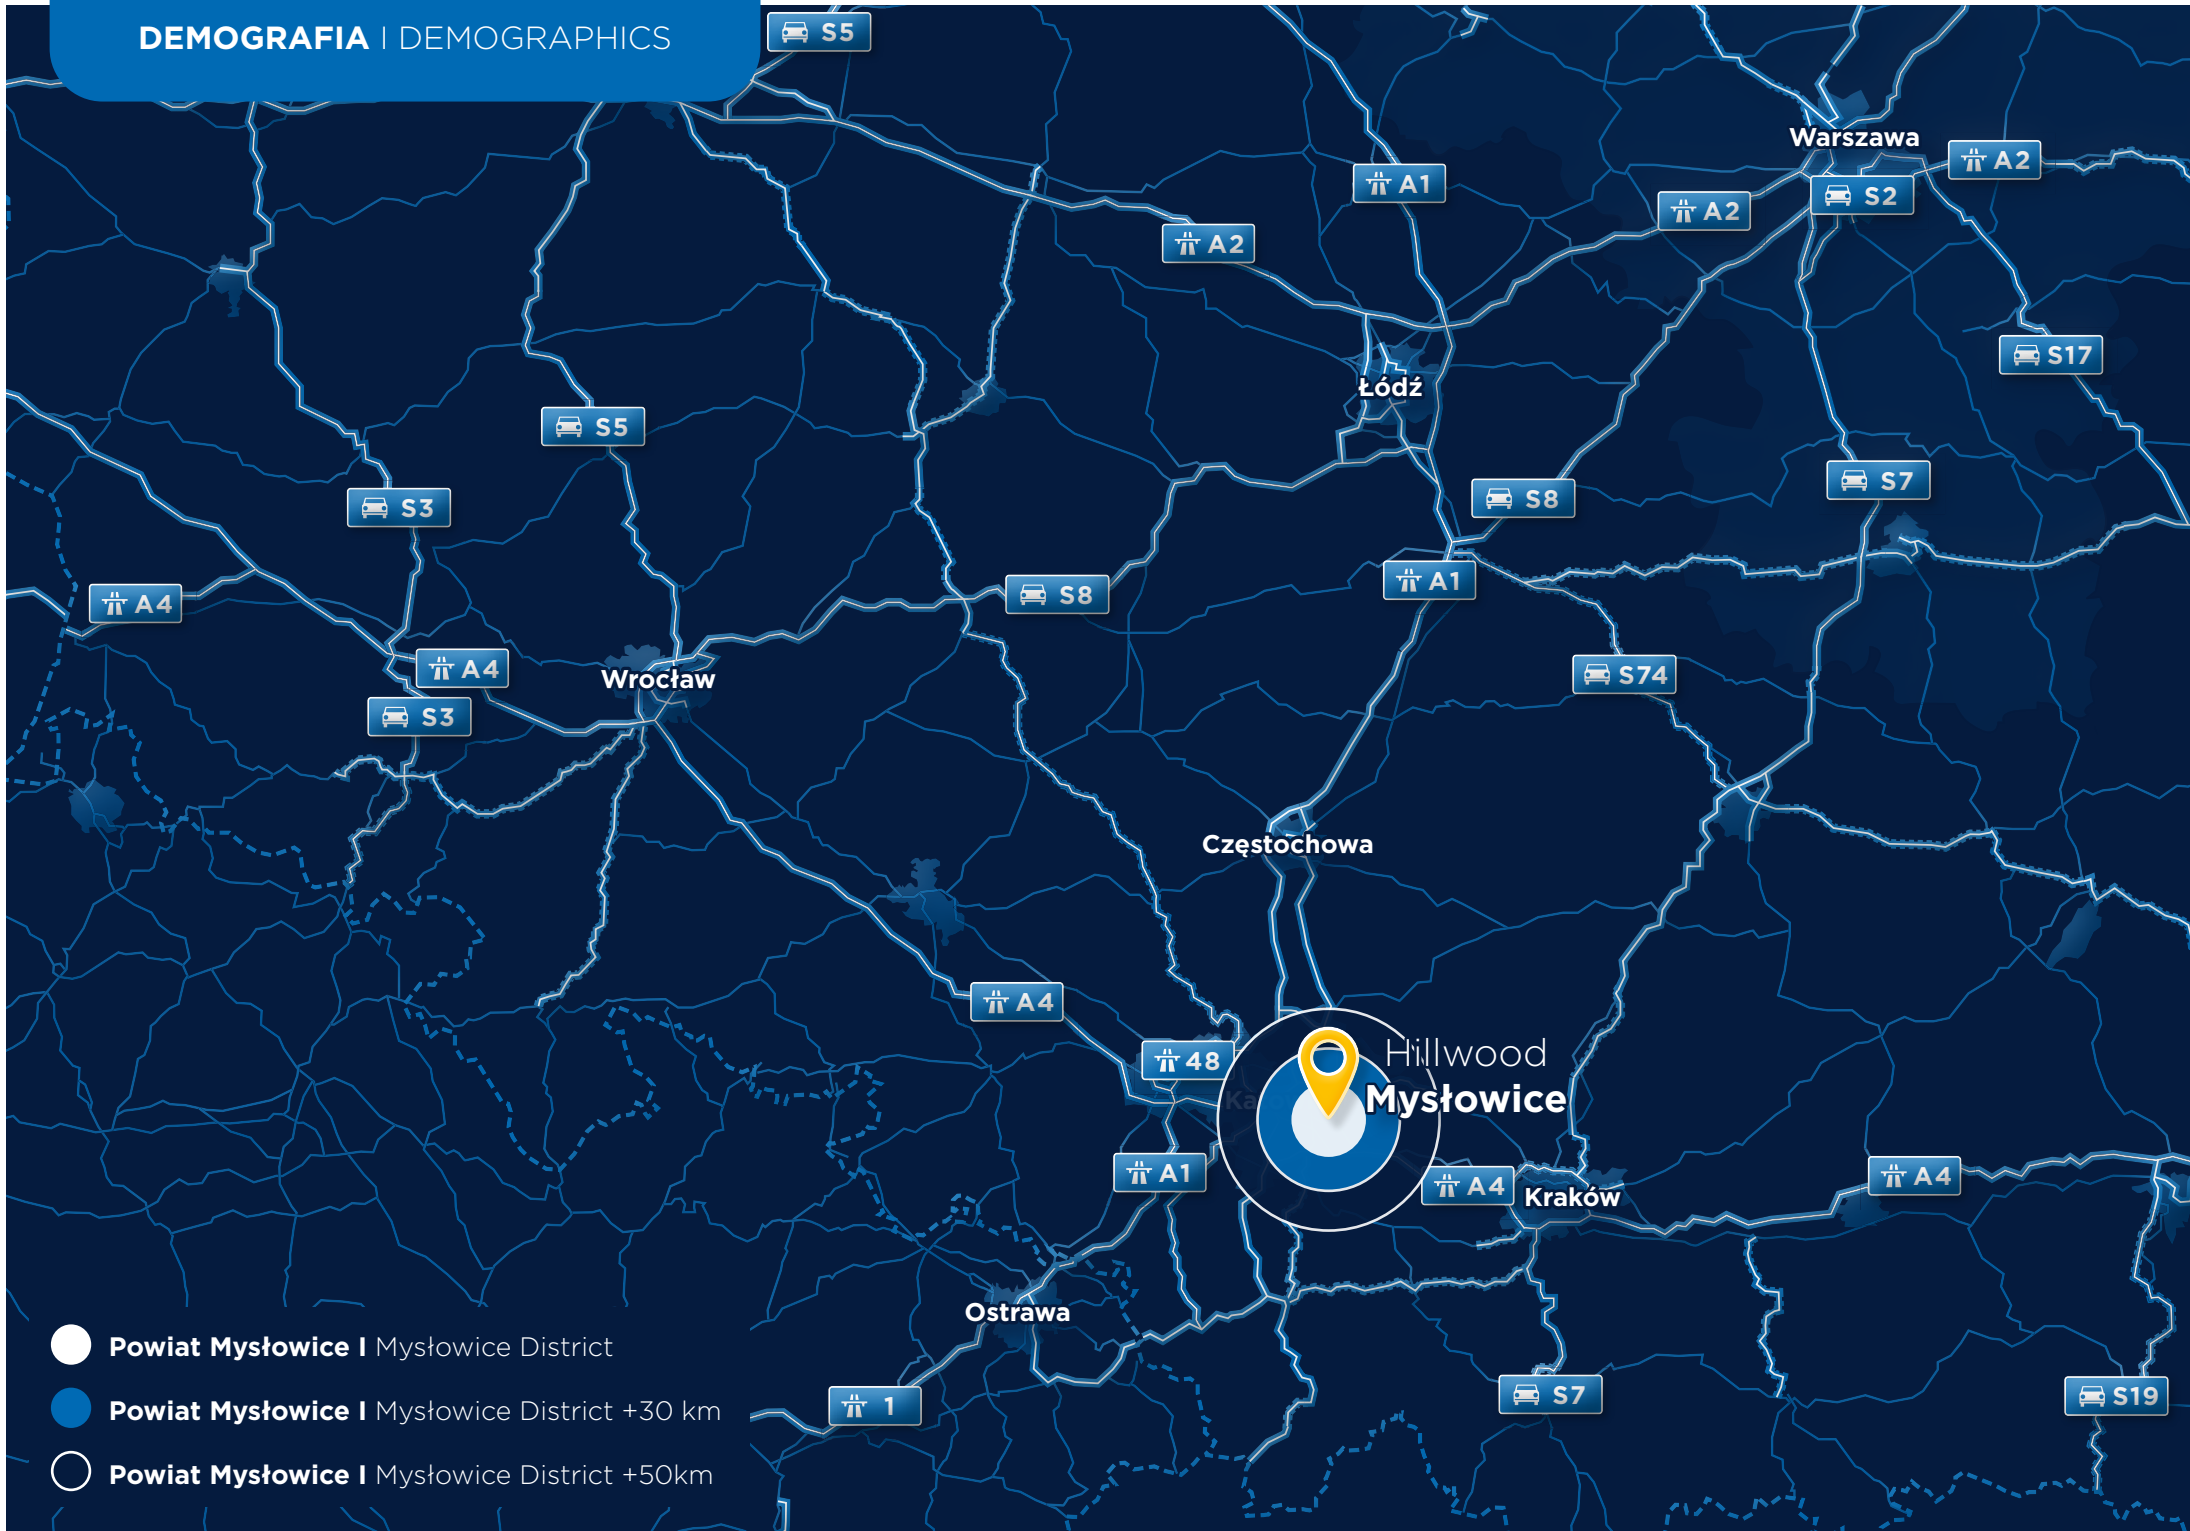 DEMOGRAFIA I DEMOGRAPHICS
S5
Warszawa
A2
A1
A2
S2
A2
S17
Łódź
S5
S7
S8
S3
A1
S8
A4
A4
S74
Wrocław
S3
Częstochowa
A4
Hillwood
48
Mysłowice
A1
A4
A4
Kraków
Ostrawa
Powiat Mysłowice I Mysłowice District
S7
S19
1
Powiat Mysłowice I Mysłowice District +30 km
Powiat Mysłowice I Mysłowice District +50km